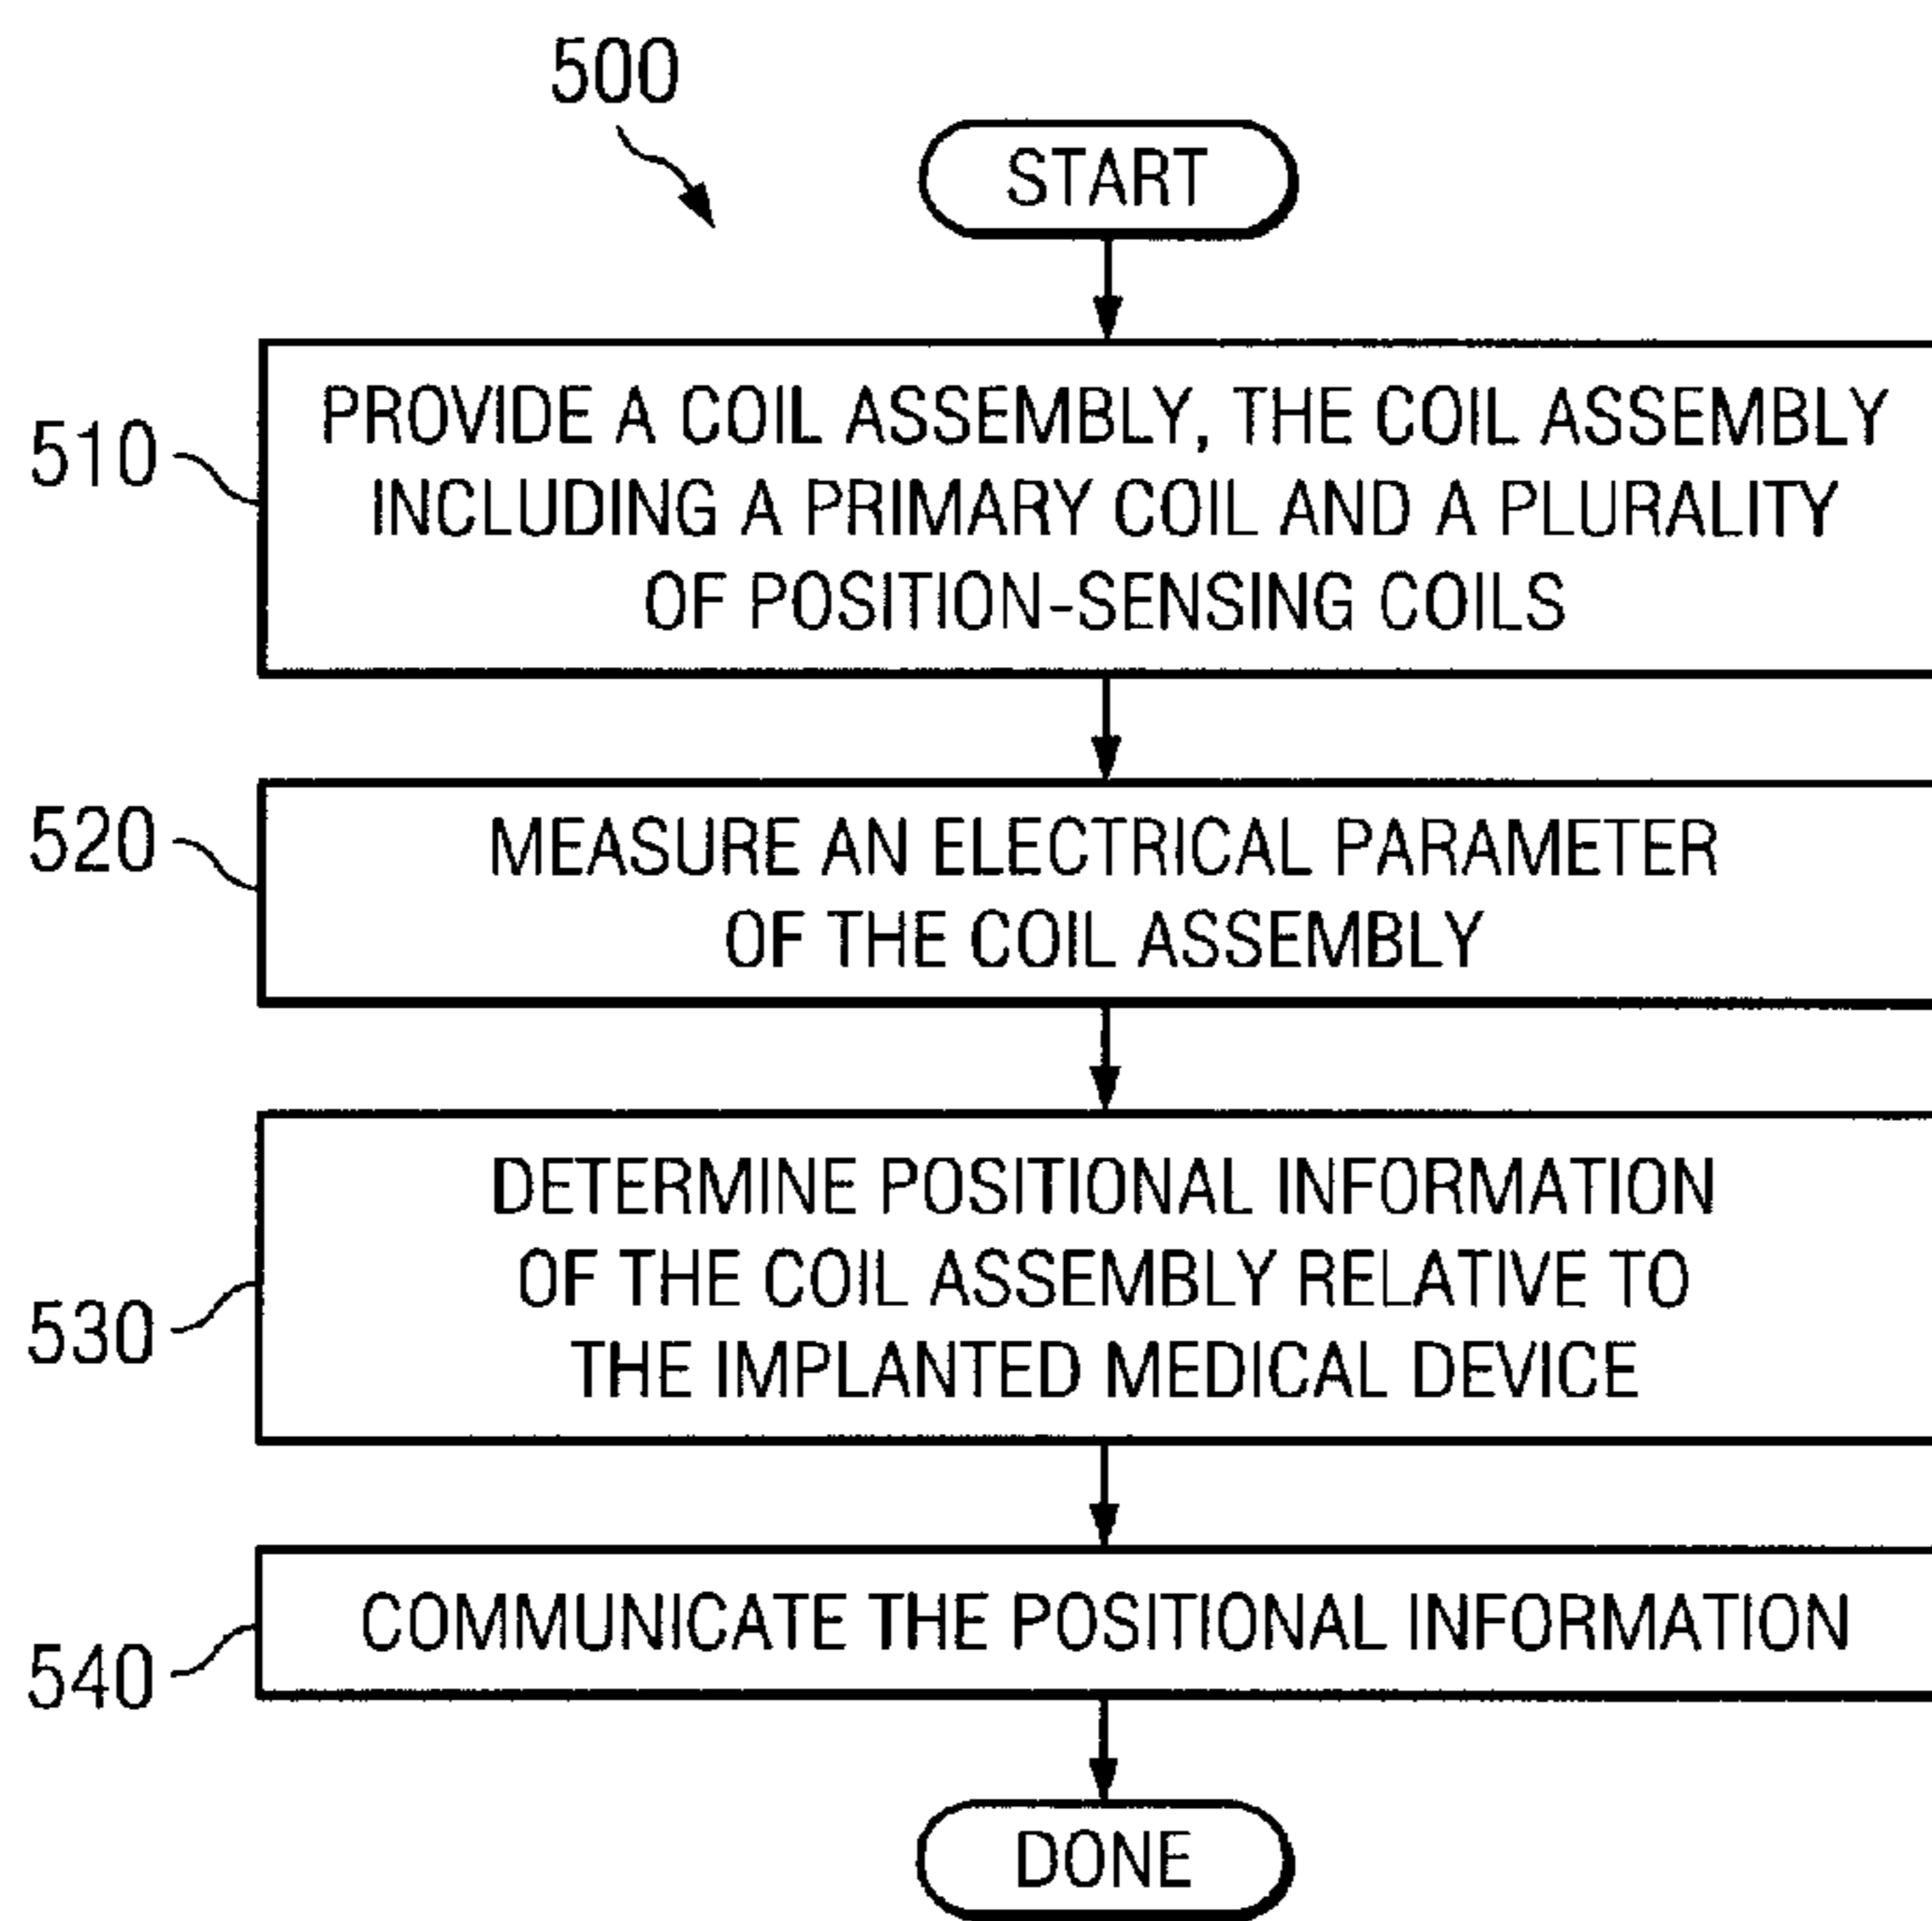 500
START
510
PROVIDE A COIL ASSEMBLY, THE COIL ASSEMBLY
INCLUDING A PRIMARY COIL AND A PLURALITY
OF POSITION-SENSING COILS
520
MEASURE AN ELECTRICAL PARAMETER
OF THE COIL ASSEMBLY
530
DETERMINE POSITIONAL INFORMATION
OF THE COIL ASSEMBLY RELATIVE TO
THE IMPLANTED MEDICAL DEVICE
540
COMMUNICATE THE POSITIONAL INFORMATION
DONE